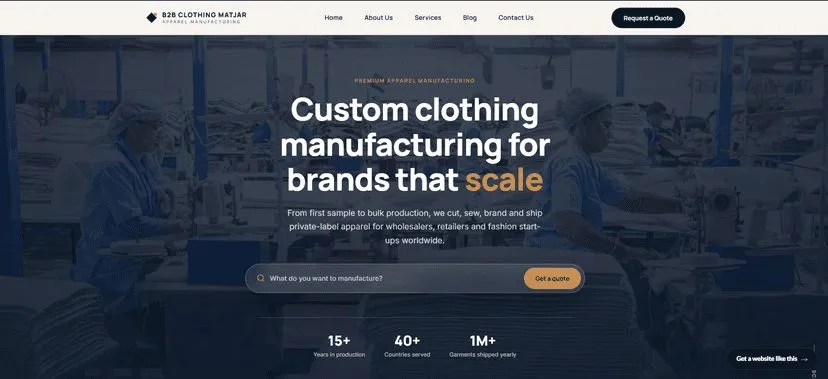 B2B CLOTHING MATJAR
APPAREL MANUFACTURING
Home
About Us
Services
Blog
Contact Us
Request a Quote
PREMIUM APPAREL MANUFACTURING
Custom clothing
manufacturing for
brands that scale
From first sample to bulk production, we cut, sew, brand and ship
private-label apparel for wholesalers, retailers and fashion start-
ups worldwide.
What do you want to manufacture?
Get a quote
15+
Years in production
40+
Countries served
1M+
Garments shipped yearly
Get a website like this →